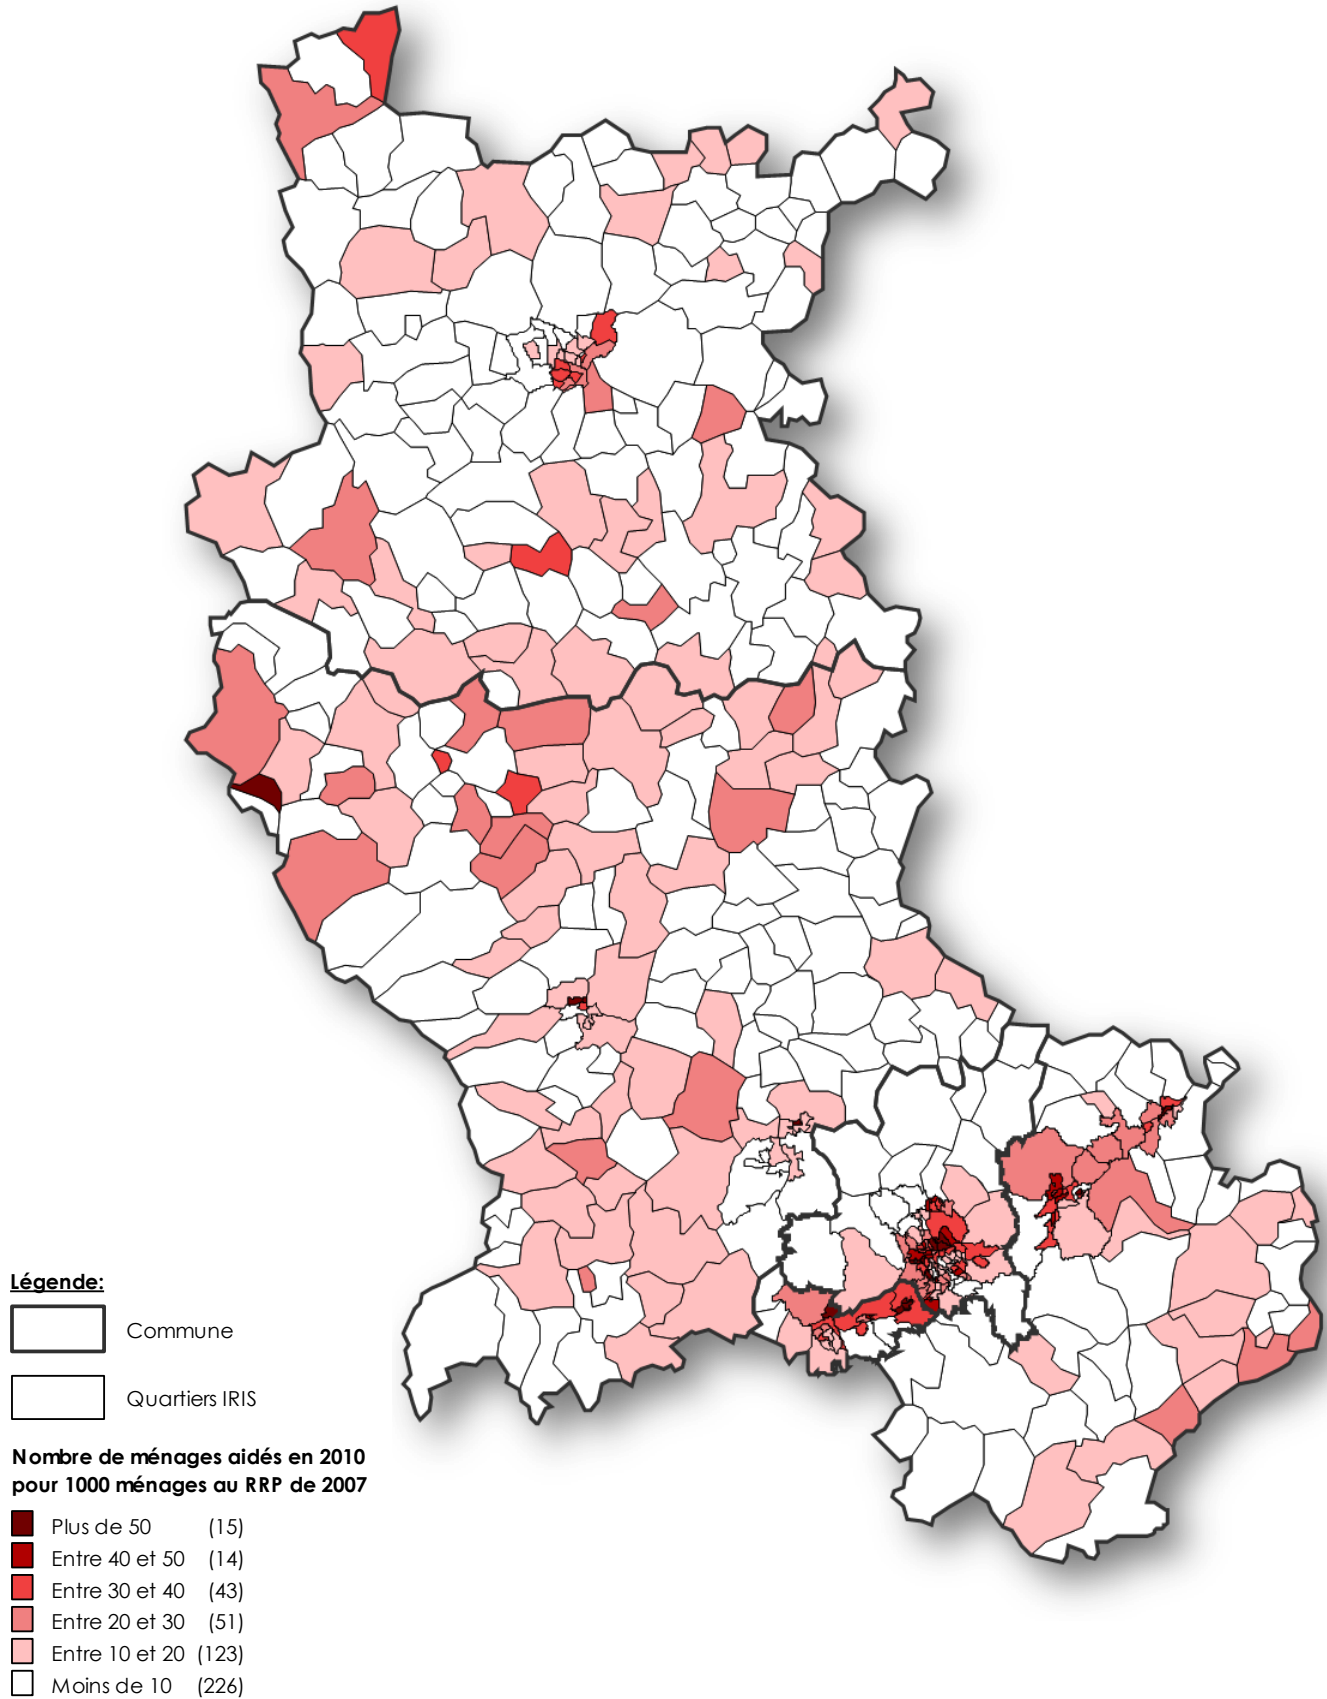 Légende:
Commune
Quartiers IRIS
Nombre de ménages aidés en 2010
pour 1000 ménages au RRP de 2007
Plus de 50 (15)
Entre 40 et 50 (14)
Entre 30 et 40 (43)
Entre 20 et 30 (51)
Entre 10 et 20 (123)
Moins de 10 (226)